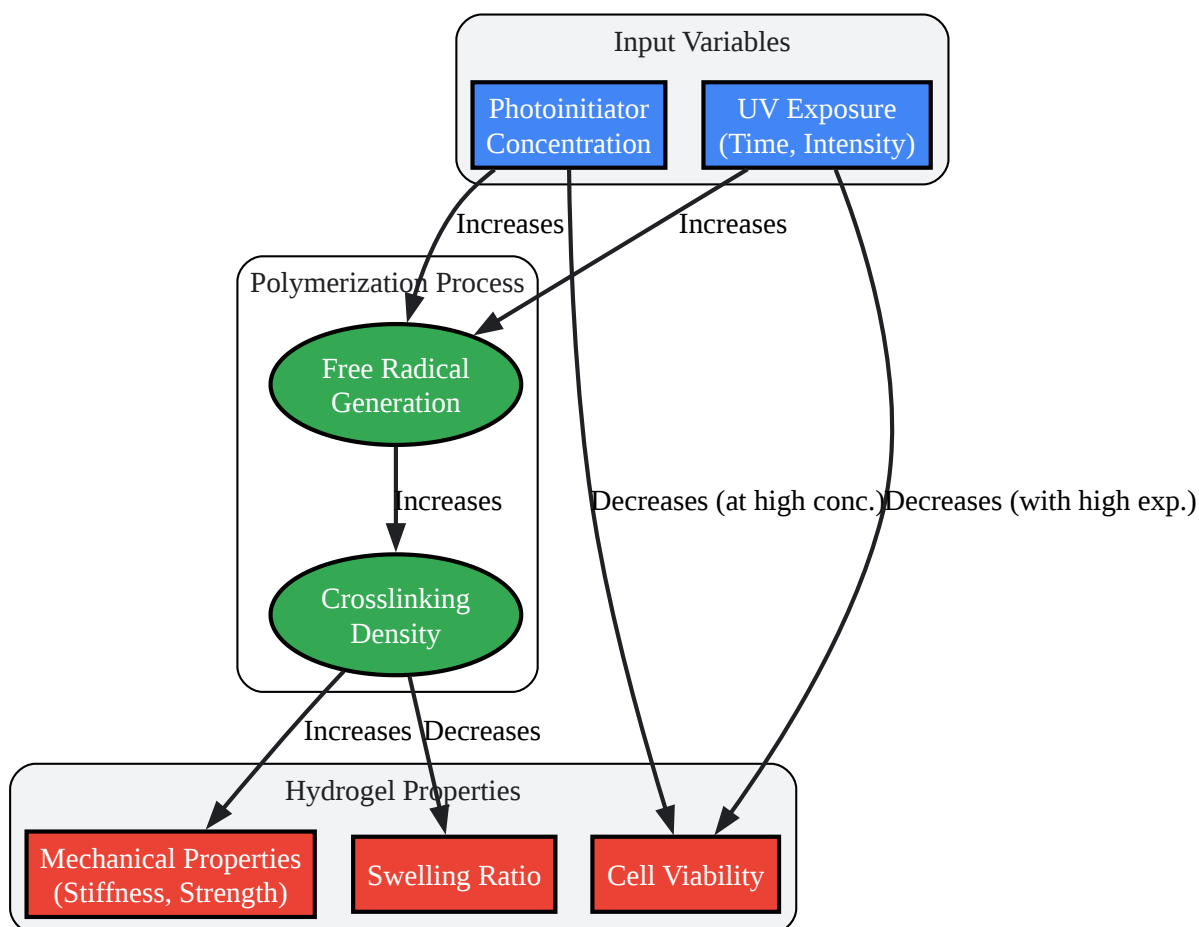 Input Variables
Photoinitiator
Concentration
UV Exposure
(Time, Intensity)
Increases
Increases
Polymerization Process
Free Radical
Generation
Increases
Decreases (at high conc.)
Decreases (with high exp.)
Crosslinking
Density
Increases
Decreases
Hydrogel Properties
Mechanical Properties
(Stiffness, Strength)
Swelling Ratio
Cell Viability